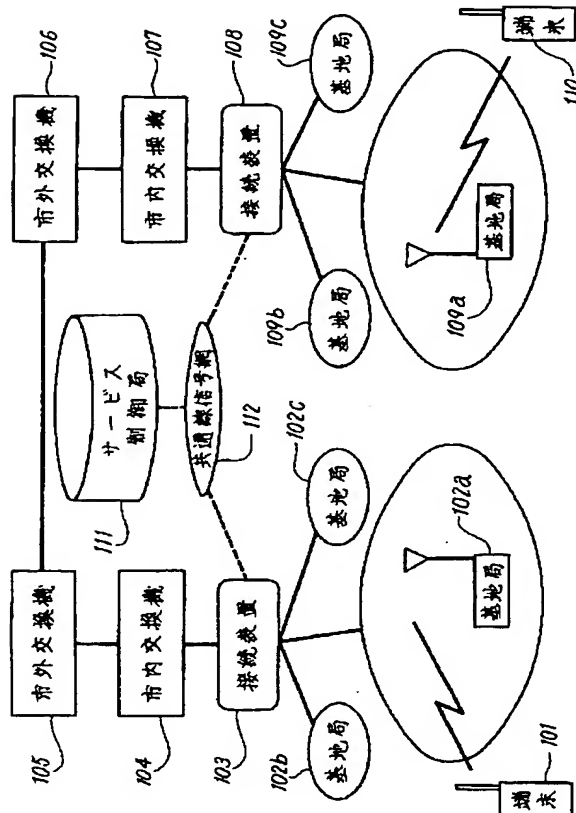 105
市外交換機
106
市外交換機
104
市内交換機
107
市内交換機
111
サービス
制御局
103
接続装置
108
接続装置
112
共通線信号網
102b
基地局
102c
基地局
109b
基地局
109c
基地局
102a
基地局
109a
基地局
101
端末
110
端末